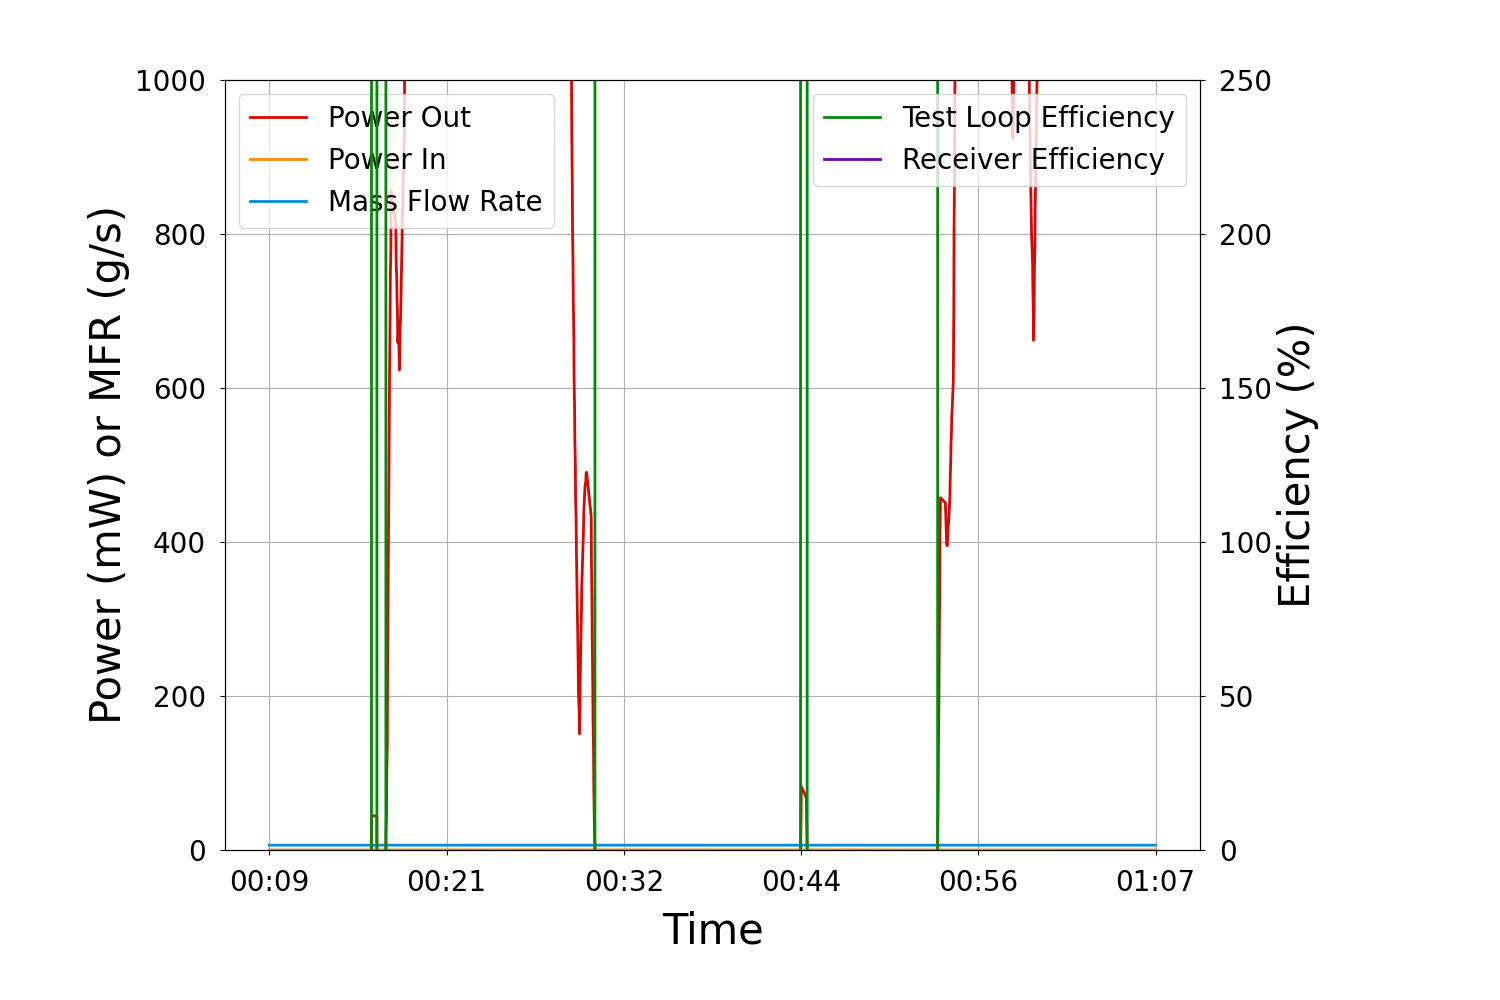 1000
800
600
400
200
0
Power (mW) or MFR (g/s)
Power Out
Power In
Mass Flow Rate
Test Loop Efficiency
Receiver Efficiency
250
200
150
100
50
0
Efficiency (%)
00:09 00:21 00:32 00:44 00:56 01:07
Time